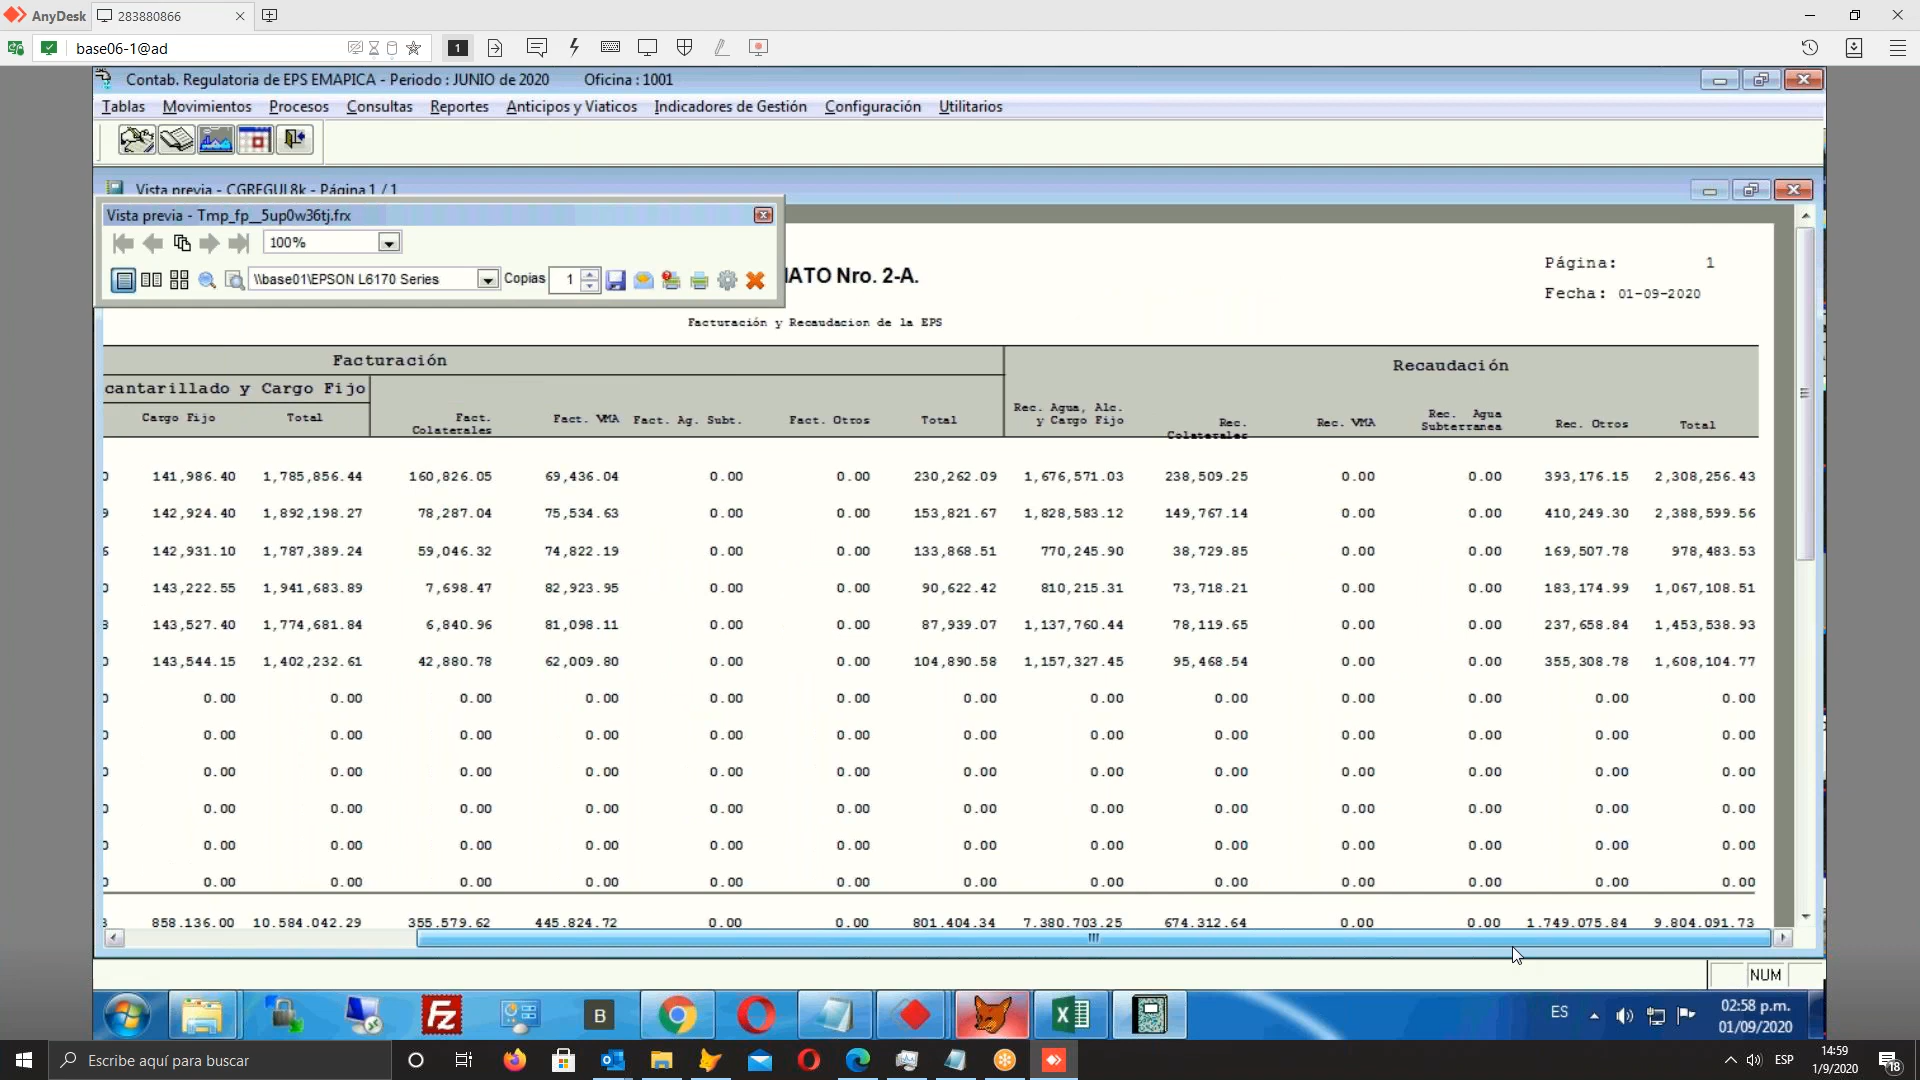 AnyDesk 283880866
base06-1@ad 1
Contab. Regulatoria de EPS EMAPICA - Periodo : JUNIO de 2020 Oficina : 1001
Tablas Movimientos Procesos Consultas Reportes Anticipos y Viaticos Indicadores de Gestión Configuración Utilitarios
Vista previa - CGREGUL8k - Página 1 / 1
Vista previa - Tmp_fp__5up0w36tj.frx
100%
\\base01\EPSON L6170 Series Copias 1
ATO Nro. 2-A.
Página: 1
Fecha: 01-09-2020
Facturación y Recaudacion de la EPS
Facturación Recaudación
cantarillado y Cargo Fijo
Cargo Fijo Total Fact. Colaterales Fact. VMA Fact. Ag. Subt. Fact. Otros Total Rec. Agua, Alc. y Cargo Fijo Rec. Colaterales Rec. VMA Rec. Agua Subterranea Rec. Otros Total
141,986.40 1,785,856.44 160,826.05 69,436.04 0.00 0.00 230,262.09 1,676,571.03 238,509.25 0.00 0.00 393,176.15 2,308,256.43
142,924.40 1,892,198.27 78,287.04 75,534.63 0.00 0.00 153,821.67 1,828,583.12 149,767.14 0.00 0.00 410,249.30 2,388,599.56
142,931.10 1,787,389.24 59,046.32 74,822.19 0.00 0.00 133,868.51 770,245.90 38,729.85 0.00 0.00 169,507.78 978,483.53
143,222.55 1,941,683.89 7,698.47 82,923.95 0.00 0.00 90,622.42 810,215.31 73,718.21 0.00 0.00 183,174.99 1,067,108.51
143,527.40 1,774,681.84 6,840.96 81,098.11 0.00 0.00 87,939.07 1,137,760.44 78,119.65 0.00 0.00 237,658.84 1,453,538.93
143,544.15 1,402,232.61 42,880.78 62,009.80 0.00 0.00 104,890.58 1,157,327.45 95,468.54 0.00 0.00 355,308.78 1,608,104.77
0.00 0.00 0.00 0.00 0.00 0.00 0.00 0.00 0.00 0.00 0.00 0.00 0.00
0.00 0.00 0.00 0.00 0.00 0.00 0.00 0.00 0.00 0.00 0.00 0.00 0.00
0.00 0.00 0.00 0.00 0.00 0.00 0.00 0.00 0.00 0.00 0.00 0.00 0.00
0.00 0.00 0.00 0.00 0.00 0.00 0.00 0.00 0.00 0.00 0.00 0.00 0.00
0.00 0.00 0.00 0.00 0.00 0.00 0.00 0.00 0.00 0.00 0.00 0.00 0.00
0.00 0.00 0.00 0.00 0.00 0.00 0.00 0.00 0.00 0.00 0.00 0.00 0.00
858.136.00 10.584.042.29 355.579.62 445.824.72 0.00 0.00 801.404.34 7.380.703.25 674.312.64 0.00 0.00 1.749.075.84 9.804.091.73
NUM
B ES 02:58 p.m.
01/09/2020
Escribe aquí para buscar ESP 14:59
1/9/2020 18